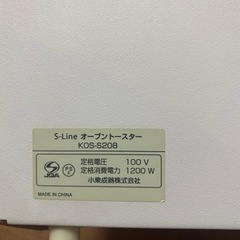 S-Line オーブントースター
KOS-S208
定格電圧 100 V
定格消費電力 1200 W
小泉成器株式会社
MADE IN CHINA
JQA